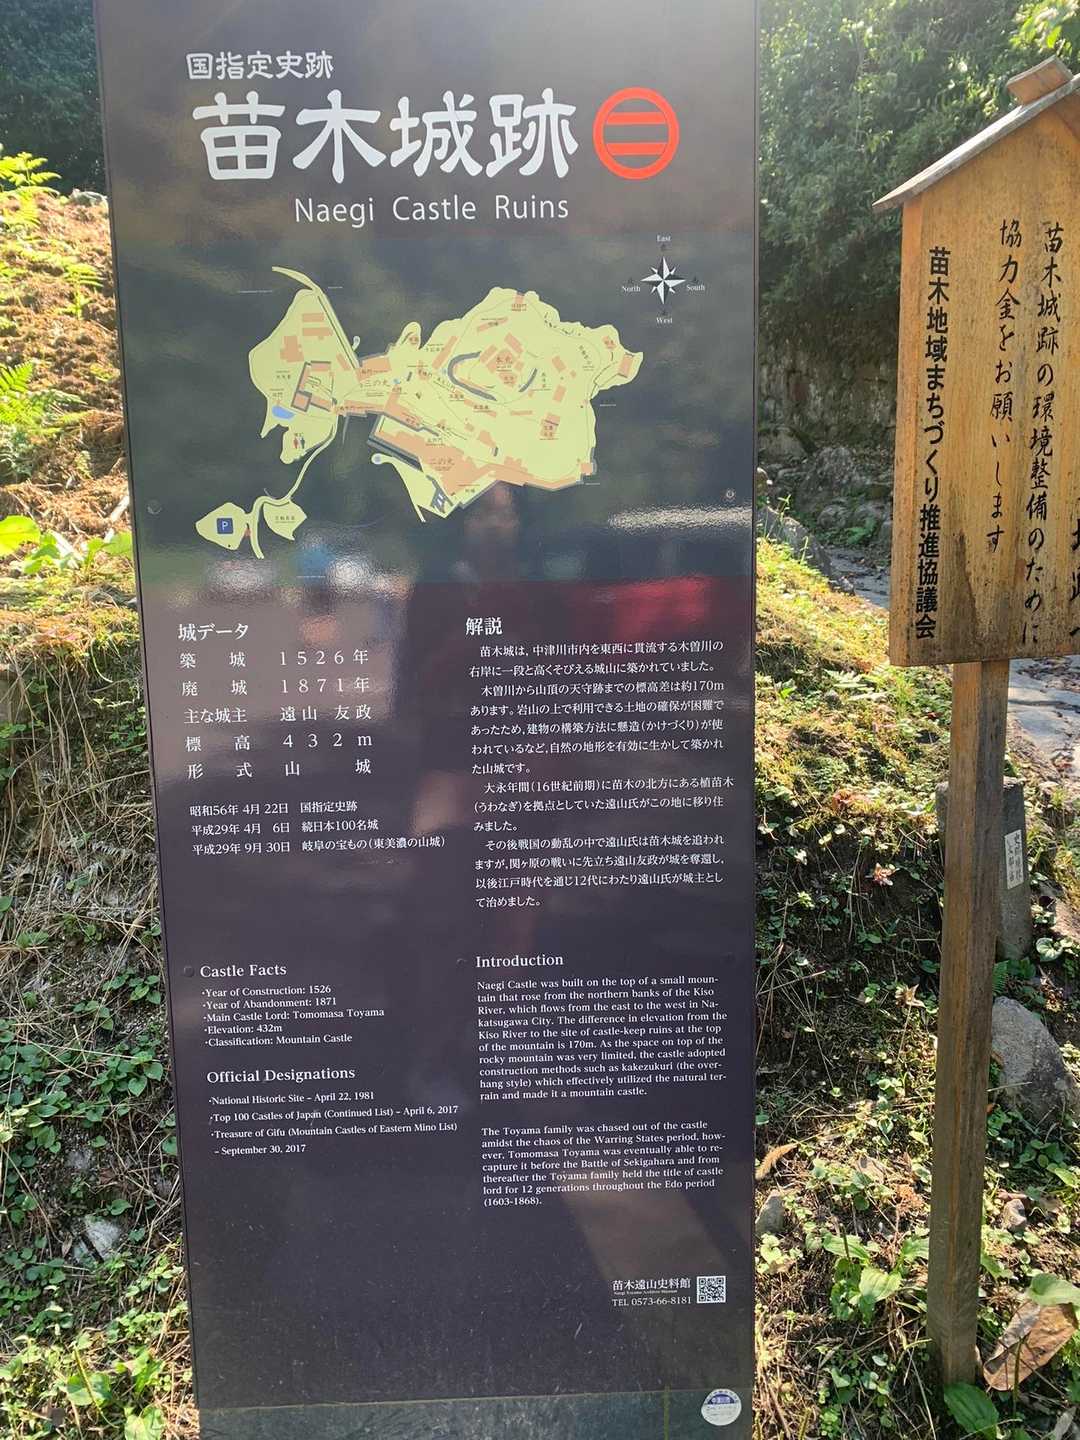 国指定史跡
苗木城跡
Naegi Castle Ruins
East
North
South
West
本丸
三の丸
二の丸
P
城データ
築城 1526年
廃城 1871年
主な城主 遠山 友政
標高 432m
形式 山城
昭和56年 4月 22日 国指定史跡
平成29年 4月 6日 続日本100名城
平成29年 9月 30日 岐阜の宝もの(東美濃の山城)
解説
苗木城は, 中津川市内を東西に貫流する木曽川の
右岸に一段と高くそびえる城山に築かれていました。
木曽川から山頂の天守跡までの標高差は約170m
あります。岩山の上で利用できる土地の確保が困難で
あったため,建物の構築方法に懸造(かけづくり)が使
われているなど,自然の地形を有効に生かして築かれ
た山城です。
大永年間(16世紀前期)に苗木の北方にある植苗木
(うわなぎ)を拠点としていた遠山氏がこの地に移り住
みました。
その後戦国の動乱の中で遠山氏は苗木城を追われ
ますが,関ヶ原の戦いに先立ち遠山友政が城を奪還し,
以後江戸時代を通じ12代にわたり遠山氏が城主とし
て治めました。
Castle Facts
・Year of Construction: 1526
・Year of Abandonment: 1871
・Main Castle Lord: Tomomasa Toyama
・Elevation: 432m
・Classification: Mountain Castle
Official Designations
・National Historic Site – April 22, 1981
・Top 100 Castles of Japan (Continued List) – April 6, 2017
・Treasure of Gifu (Mountain Castles of Eastern Mino List)
– September 30, 2017
Introduction
Naegi Castle was built on the top of a small moun-
tain that rose from the northern banks of the Kiso
River, which flows from the east to the west in Na-
katsugawa City. The difference in elevation from the
Kiso River to the site of castle-keep ruins at the top
of the mountain is 170m. As the space on top of the
rocky mountain was very limited, the castle adopted
construction methods such as kakezukuri (the over-
hang style) which effectively utilized the natural ter-
rain and made it a mountain castle.
The Toyama family was chased out of the castle
amidst the chaos of the Warring States period, how-
ever, Tomomasa Toyama was eventually able to re-
capture it before the Battle of Sekigahara and from
thereafter the Toyama family held the title of castle
lord for 12 generations throughout the Edo period
(1603-1868).
苗木遠山史料館
Naegi Toyama Archives Museum
TEL 0573-66-8181
苗木城跡の環境整備のために
協力金をお願いします
苗木地域まちづくり推進協議会